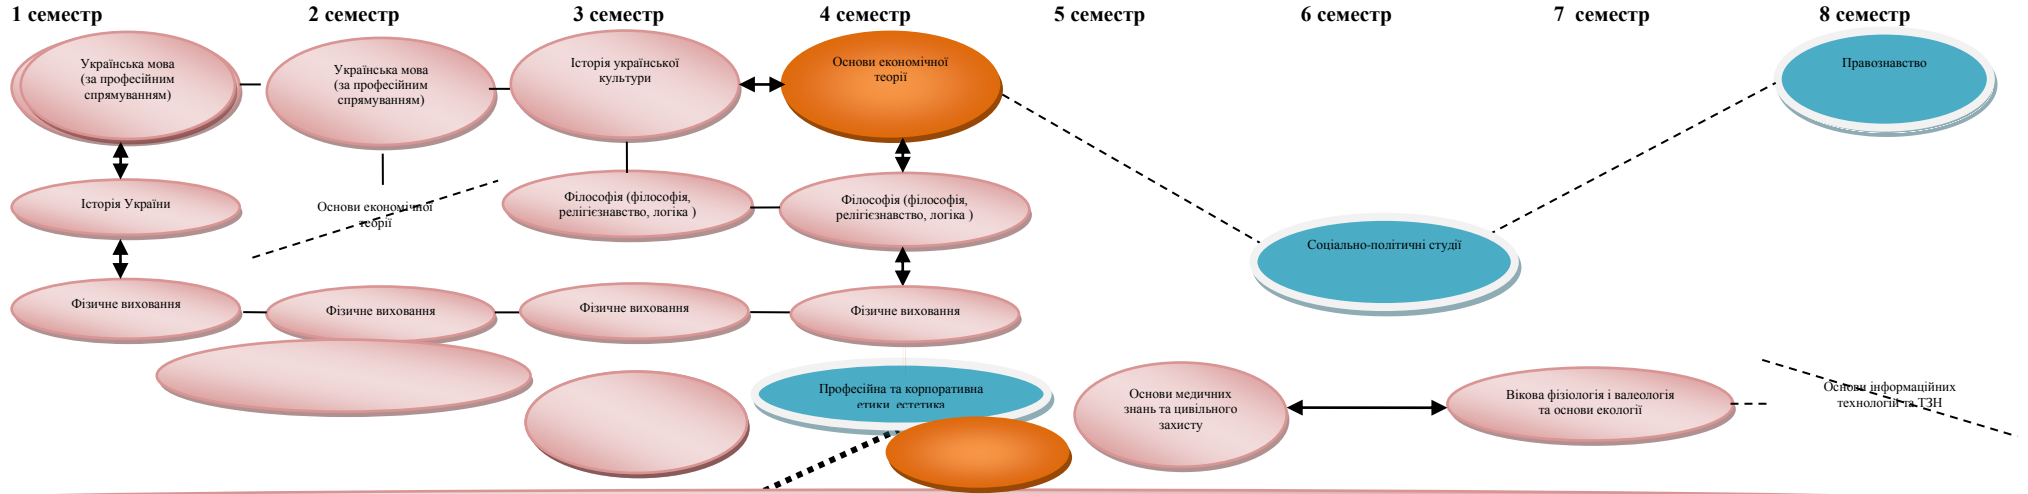 1 семестр
2 семестр
3 семестр
4 семестр
5 семестр
6 семестр
7 семестр
8 семестр
Українська мова
(за професійним
спрямуванням)
Українська мова
(за професійним
спрямуванням)
Історія української
культури
Основи економічної
теорії
Правознавство
Історія України
Основи економічної
теорії
Філософія (філософія,
релігієзнавство, логіка )
Філософія (філософія,
релігієзнавство, логіка )
Соціально-політичні студії
Фізичне виховання
Фізичне виховання
Фізичне виховання
Фізичне виховання
Професійна та корпоративна
етики, естетика
Основи медичних
знань та цивільного
захисту
Вікова фізіологія і валеологія
та основи екології
Основи інформаційних
технологій та ТЗН